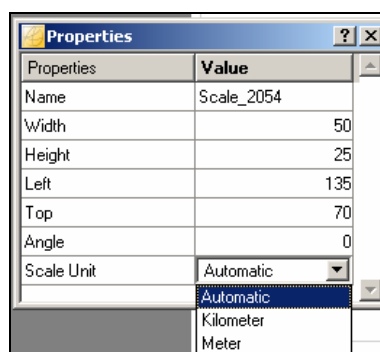 Properties
Properties Value
Name Scale_2054
Width 50
Height 25
Left 135
Top 70
Angle 0
Scale Unit Automatic
Automatic
Kilometer
Meter